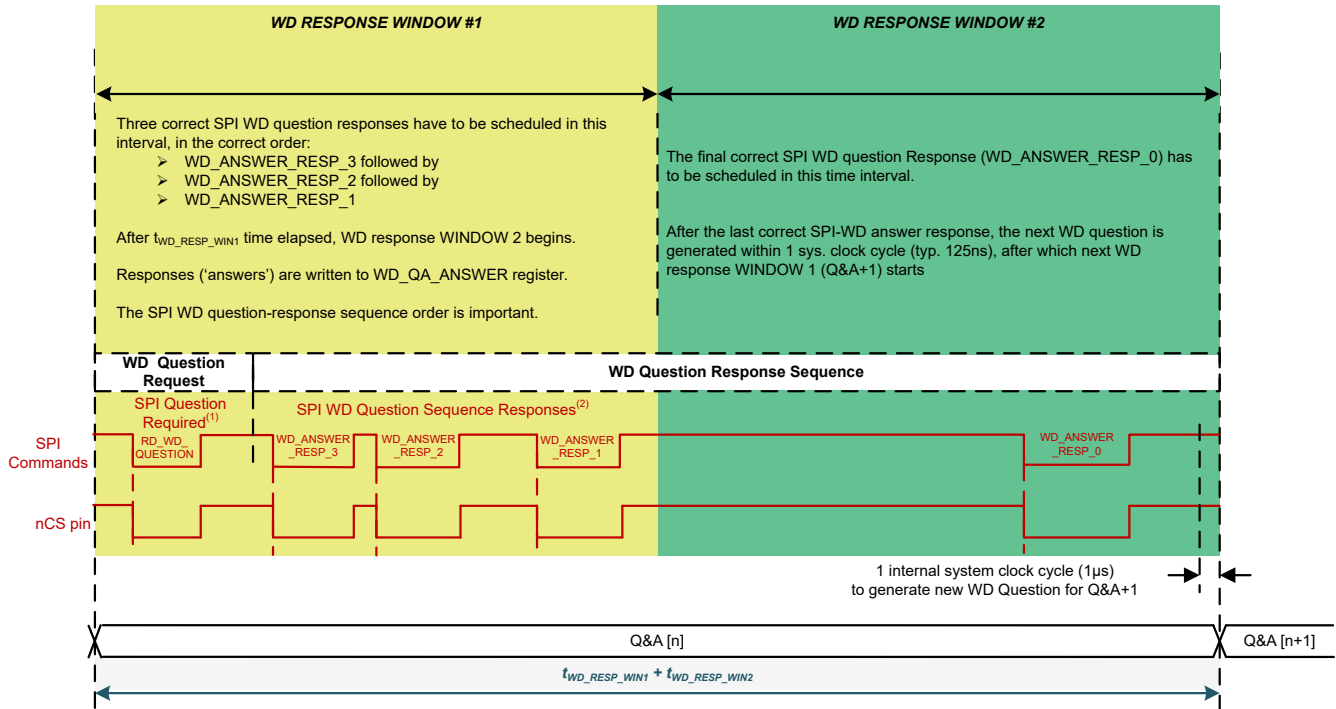 WD RESPONSE WINDOW #1
WD RESPONSE WINDOW #2
Three correct SPI WD question responses have to be scheduled in this
interval, in the correct order:
➢ WD_ANSWER_RESP_3 followed by
➢ WD_ANSWER_RESP_2 followed by
➢ WD_ANSWER_RESP_1
After tWD_RESP_WIN1 time elapsed, WD response WINDOW 2 begins.
Responses (‘answers’) are written to WD_QA_ANSWER register.
The SPI WD question-response sequence order is important.
The final correct SPI WD question Response (WD_ANSWER_RESP_0) has
to be scheduled in this time interval.
After the last correct SPI-WD answer response, the next WD question is
generated within 1 sys. clock cycle (typ. 125ns), after which next WD
response WINDOW 1 (Q&A+1) starts
WD Question
Request
WD Question Response Sequence
SPI Question
Required(1)
SPI WD Question Sequence Responses(2)
SPI
Commands
RD_WD_
QUESTION
WD_ANSWER
_RESP_3
WD_ANSWER
_RESP_2
WD_ANSWER
_RESP_1
WD_ANSWER
_RESP_0
nCS pin
1 internal system clock cycle (1µs)
to generate new WD Question for Q&A+1
Q&A [n]
Q&A [n+1]
tWD_RESP_WIN1 + tWD_RESP_WIN2